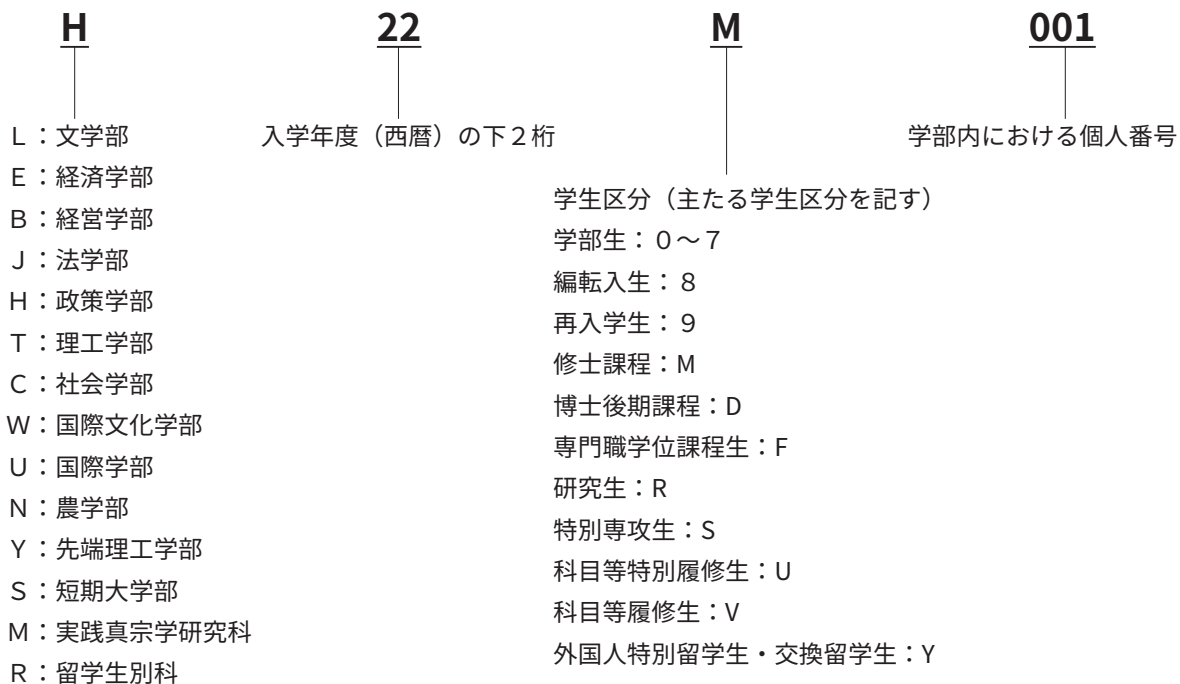 H 22 M 001
L：文学部
E：経済学部
B：経営学部
J：法学部
H：政策学部
T：理工学部
C：社会学部
W：国際文化学部
U：国際学部
N：農学部
Y：先端理工学部
S：短期大学部
M：実践真宗学研究科
R：留学生別科
入学年度（西暦）の下２桁
学生区分（主たる学生区分を記す）
学部生：０～７
編転入生：８
再入学生：９
修士課程：M
博士後期課程：D
専門職学位課程生：F
研究生：R
特別専攻生：S
科目等特別履修生：U
科目等履修生：V
外国人特別留学生・交換留学生：Y
学部内における個人番号